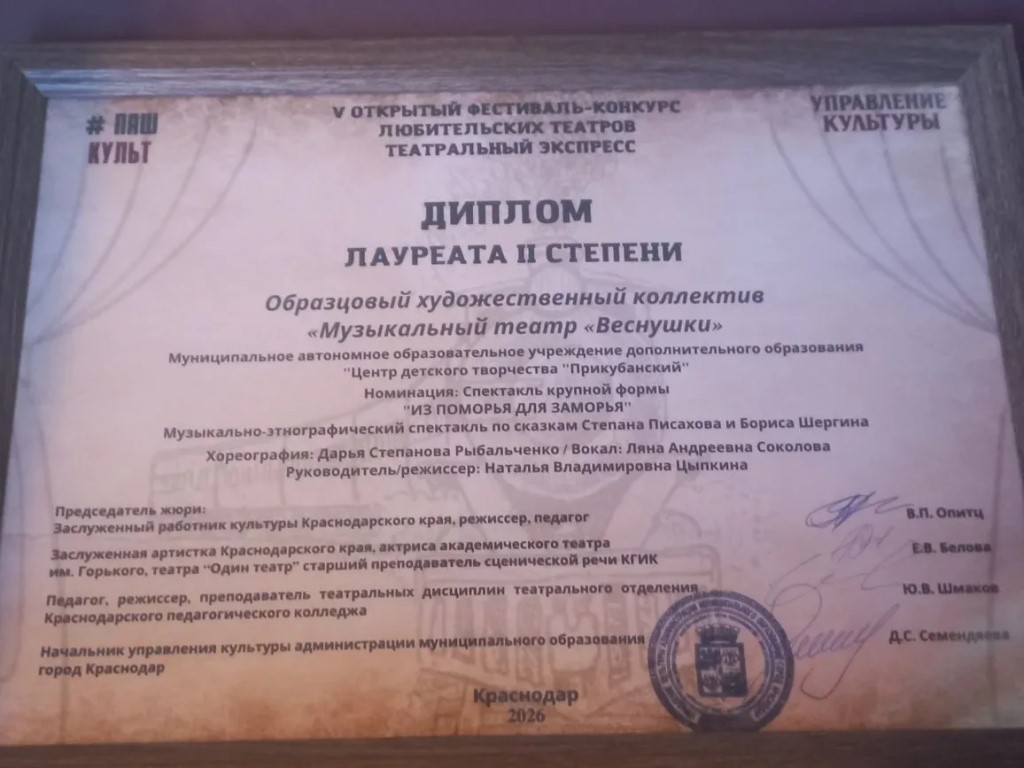 # ПАШ
КУЛЬТ
V ОТКРЫТЫЙ ФЕСТИВАЛЬ-КОНКУРС
ЛЮБИТЕЛЬСКИХ ТЕАТРОВ
ТЕАТРАЛЬНЫЙ ЭКСПРЕСС
УПРАВЛЕНИЕ
КУЛЬТУРЫ
ДИПЛОМ
ЛАУРЕАТА II СТЕПЕНИ
Образцовый художественный коллектив
«Музыкальный театр «Веснушки»
Муниципальное автономное образовательное учреждение дополнительного образования
"Центр детского творчества "Прикубанский"
Номинация: Спектакль крупной формы
"ИЗ ПОМОРЬЯ ДЛЯ ЗАМОРЬЯ"
Музыкально-этнографический спектакль по сказкам Степана Писахова и Бориса Шергина
Хореография: Дарья Степанова Рыбальченко / Вокал: Ляна Андреевна Соколова
Руководитель/режиссер: Наталья Владимировна Цыпкина
Председатель жюри:
Заслуженный работник культуры Краснодарского края, режиссер, педагог В.П. Опитц
Заслуженная артистка Краснодарского края, актриса академического театра Е.В. Белова
им. Горького, театра “Один театр” старший преподаватель сценической речи КГИК
Педагог, режиссер, преподаватель театральных дисциплин театрального отделения Ю.В. Шмаков
Краснодарского педагогического колледжа
Начальник управления культуры администрации муниципального образования Д.С. Семендяева
город Краснодар
Краснодар
2026